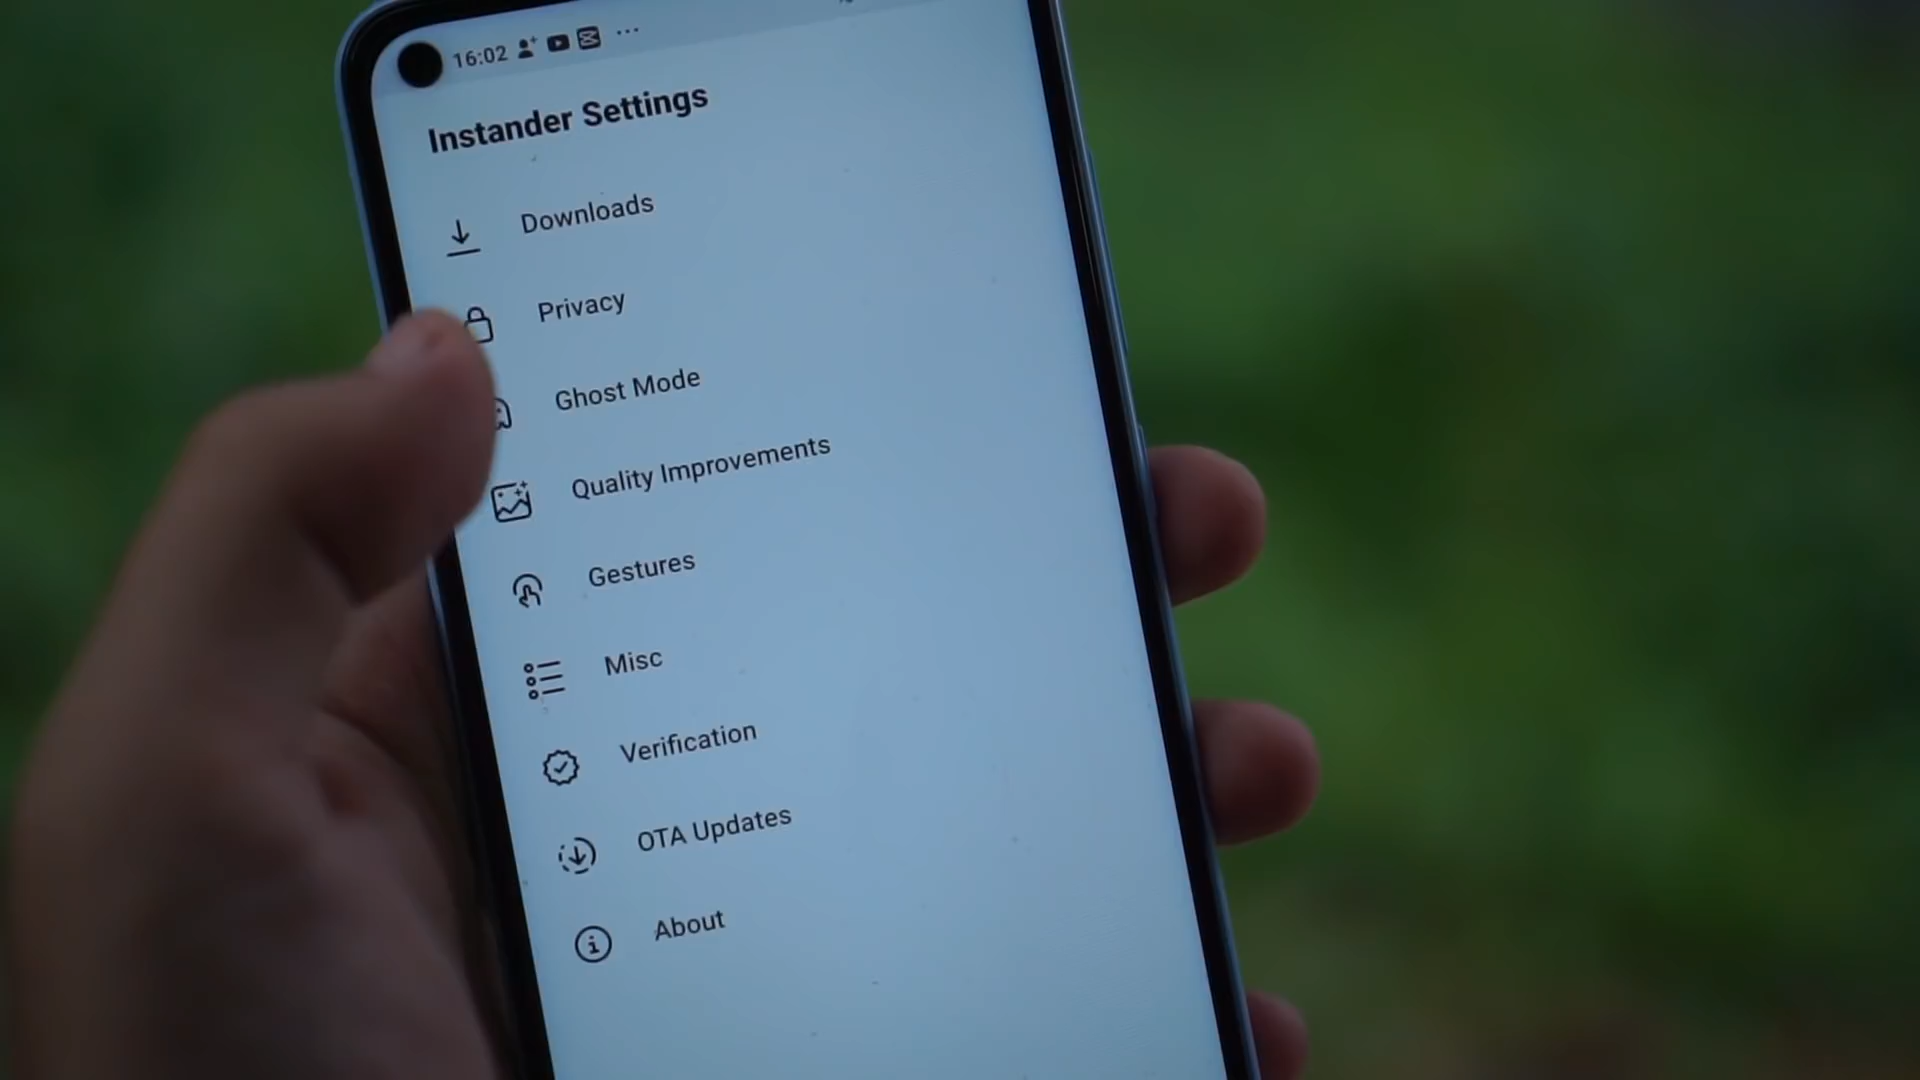 16:02
Instander Settings
Downloads
Privacy
Ghost Mode
Quality Improvements
Gestures
Misc
Verification
OTA Updates
About